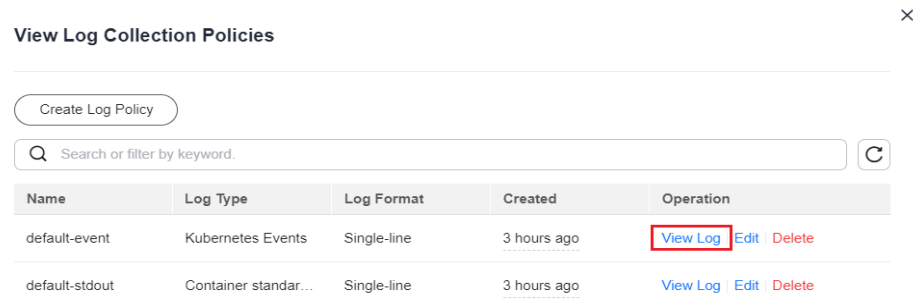 View Log Collection Policies
Create Log Policy
Search or filter by keyword.
Name Log Type Log Format Created Operation
default-event Kubernetes Events Single-line 3 hours ago View Log Edit Delete
default-stdout Container standar... Single-line 3 hours ago View Log Edit Delete